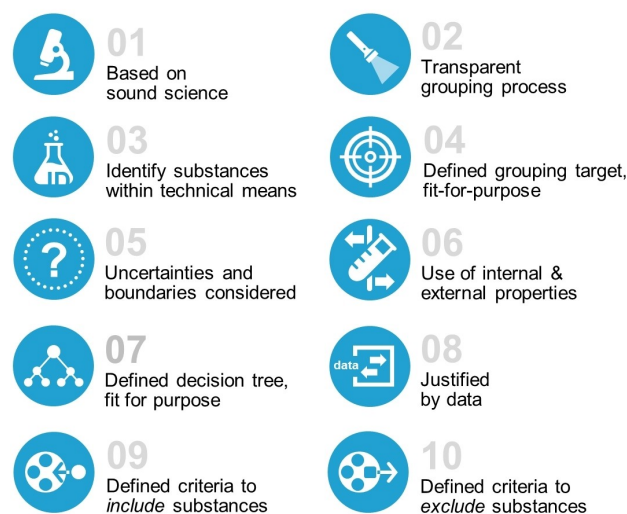 01
Based on
sound science
02
Transparent
grouping process
03
Identify substances
within technical means
04
Defined grouping target,
fit-for-purpose
05
?
Uncertainties and
boundaries considered
06
Use of internal &
external properties
07
Defined decision tree,
fit for purpose
08
data
Justified
by data
09
Defined criteria to
include substances
10
Defined criteria to
exclude substances